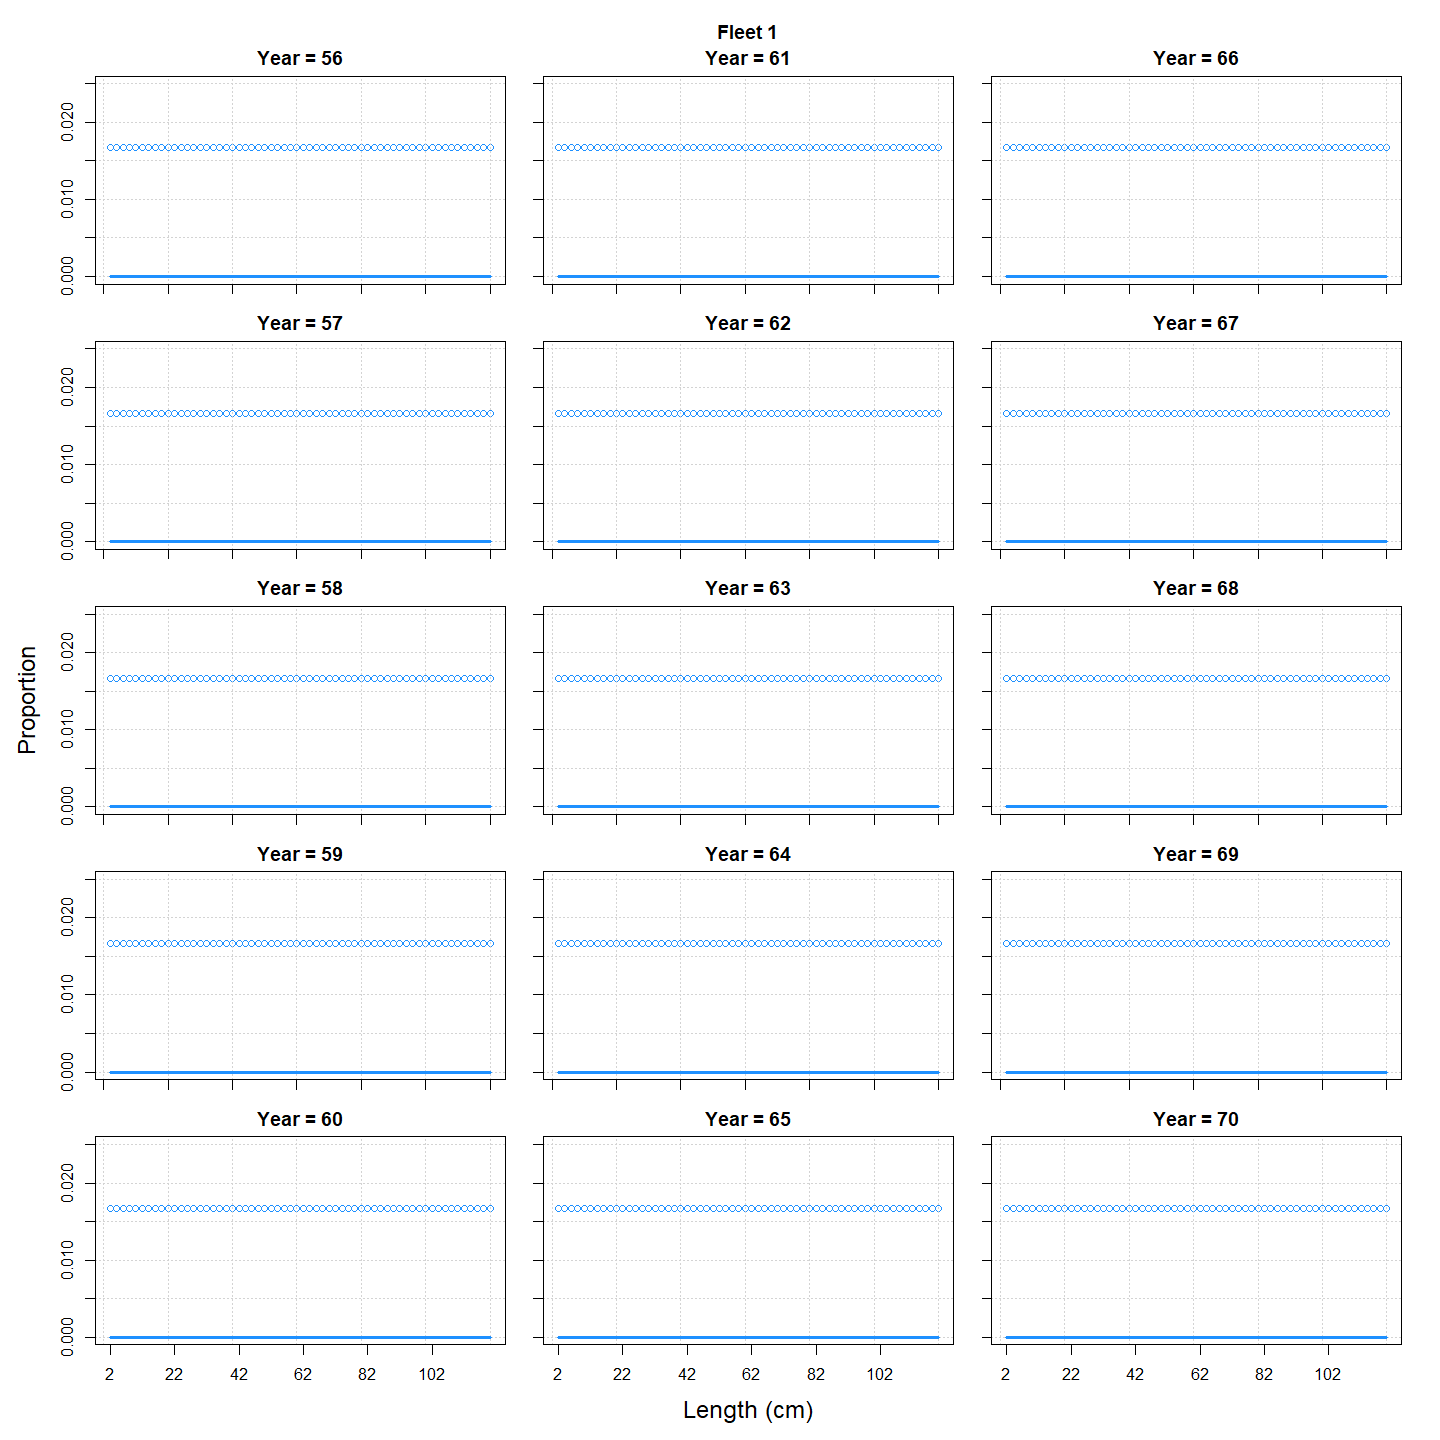 Fleet 1
Year = 56 Year = 61 Year = 66
0.000 0.010 0.020
Year = 57 Year = 62 Year = 67
0.000 0.010 0.020
Year = 58 Year = 63 Year = 68
0.000 0.010 0.020
Proportion
Year = 59 Year = 64 Year = 69
0.000 0.010 0.020
Year = 60 Year = 65 Year = 70
0.000 0.010 0.020
2 22 42 62 82 102 2 22 42 62 82 102 2 22 42 62 82 102
Length (cm)